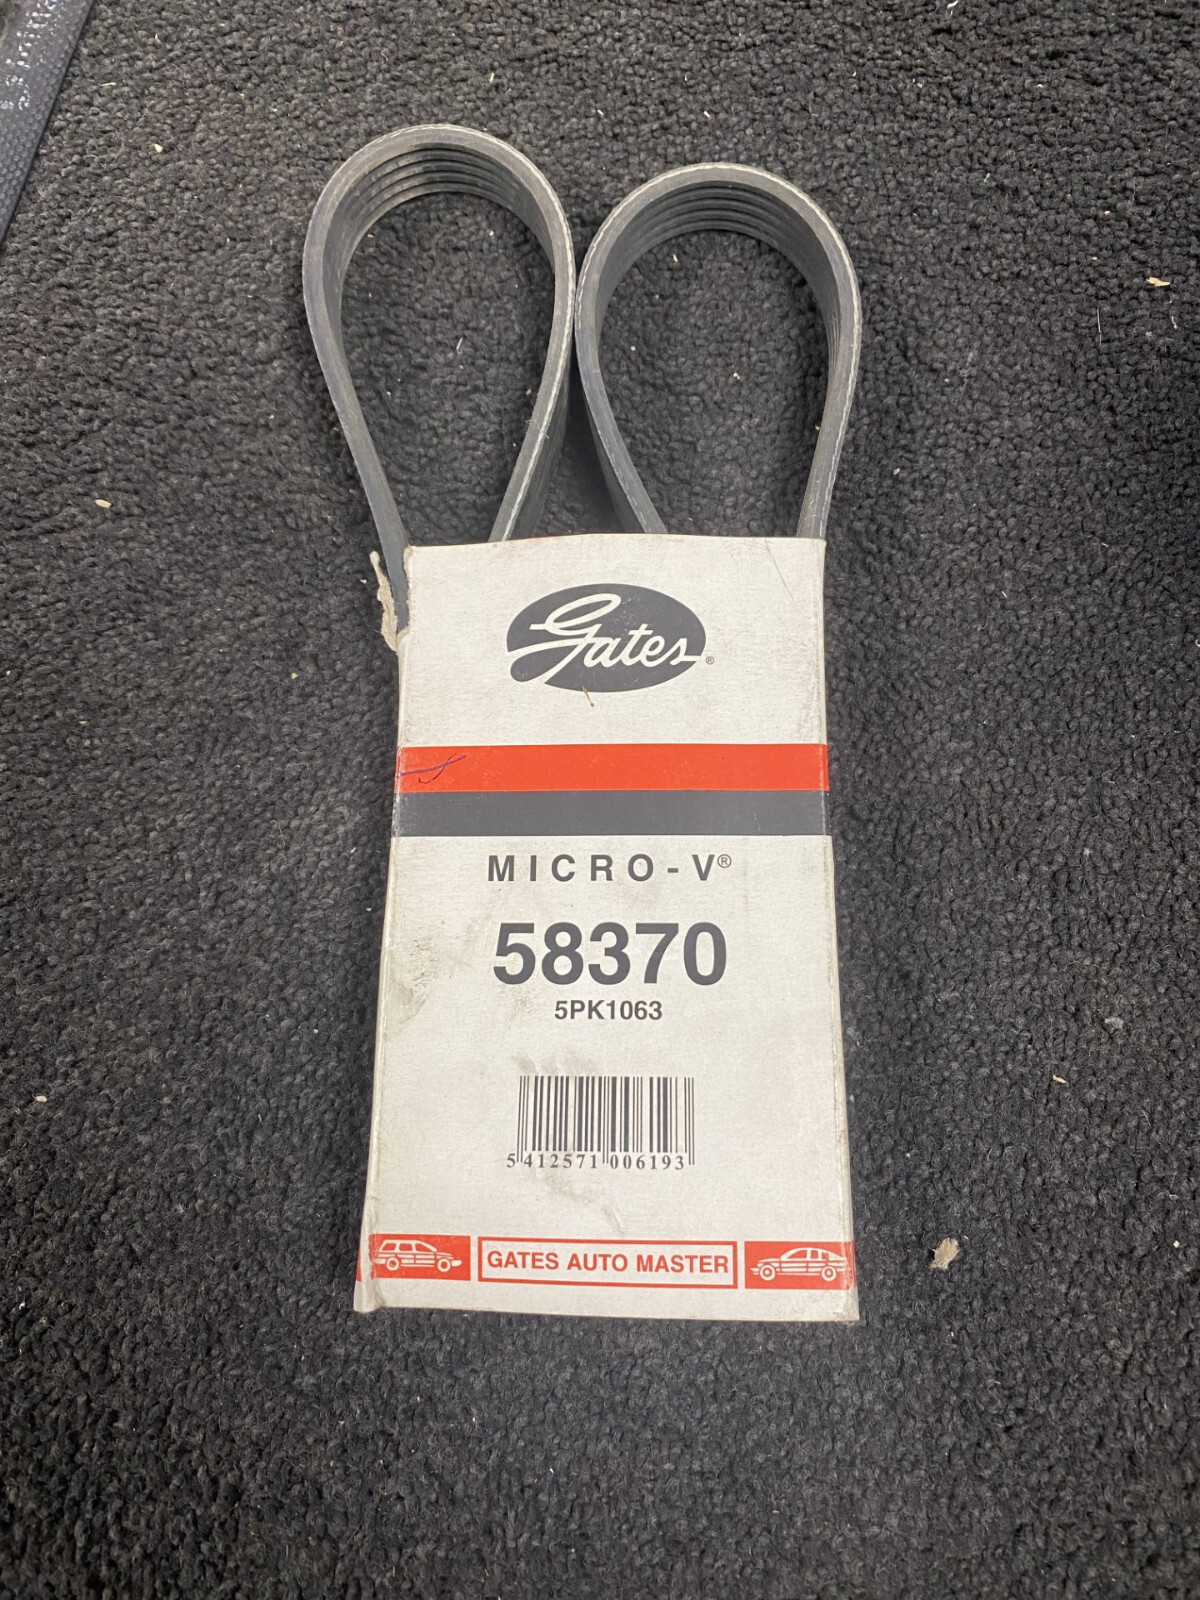 Gates®
MICRO-V®
58370
5PK1063
5 412571 006193
GATES AUTO MASTER